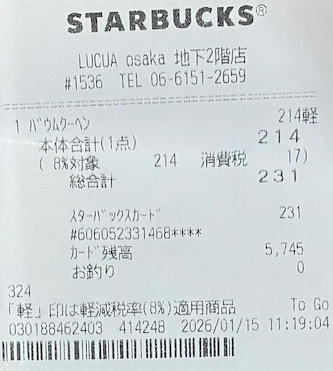 STARBUCKS®
LUCUA osaka 地下2階店
#1536 TEL 06-6151-2659
1 バウムクーヘン 214軽
本体合計(1点) 214
( 8%対象 214 消費税 17)
総合計 231
スターバックスカード 231
#606052331468****
カード残高 5,745
お釣り 0
324
「軽」印は軽減税率(8%)適用商品 To Go
030188462403 414248 2026/01/15 11:19:04